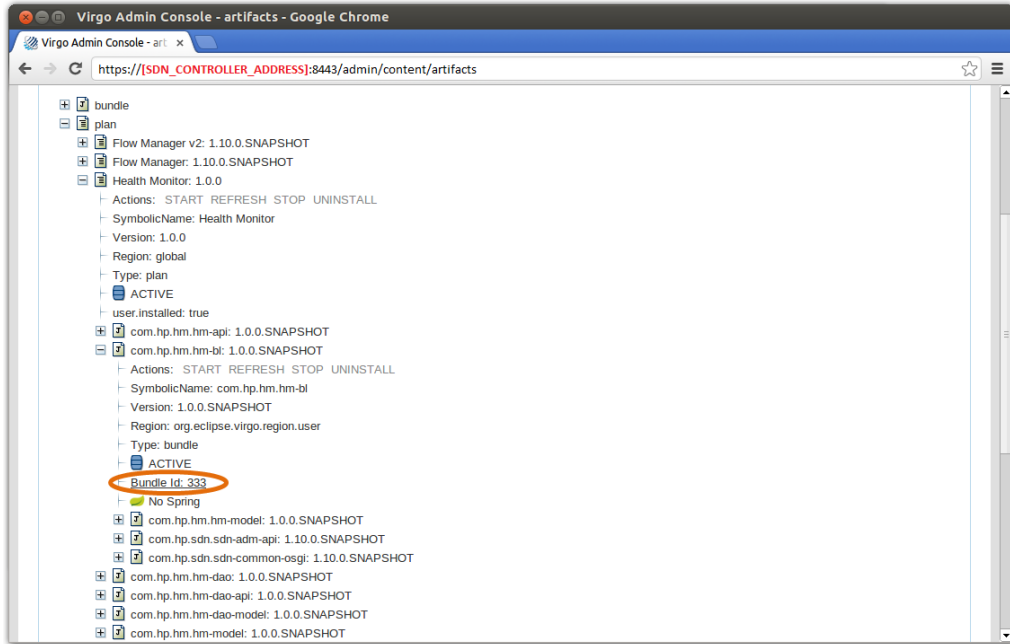 Virgo Admin Console - artifacts - Google Chrome
Virgo Admin Console - art
https://[SDN_CONTROLLER_ADDRESS]:8443/admin/content/artifacts
bundle
plan
Flow Manager v2: 1.10.0.SNAPSHOT
Flow Manager: 1.10.0.SNAPSHOT
Health Monitor: 1.0.0
Actions: START REFRESH STOP UNINSTALL
SymbolicName: Health Monitor
Version: 1.0.0
Region: global
Type: plan
ACTIVE
user.installed: true
com.hp.hm.hm-api: 1.0.0.SNAPSHOT
com.hp.hm.hm-bl: 1.0.0.SNAPSHOT
Actions: START REFRESH STOP UNINSTALL
SymbolicName: com.hp.hm.hm-bl
Version: 1.0.0.SNAPSHOT
Region: org.eclipse.virgo.region.user
Type: bundle
ACTIVE
Bundle Id: 333
No Spring
com.hp.hm.hm-model: 1.0.0.SNAPSHOT
com.hp.sdn.sdn-adm-api: 1.10.0.SNAPSHOT
com.hp.sdn.sdn-common-osgi: 1.10.0.SNAPSHOT
com.hp.hm.hm-dao: 1.0.0.SNAPSHOT
com.hp.hm.hm-dao-api: 1.0.0.SNAPSHOT
com.hp.hm.hm-dao-model: 1.0.0.SNAPSHOT
com.hp.hm.hm-model: 1.0.0.SNAPSHOT